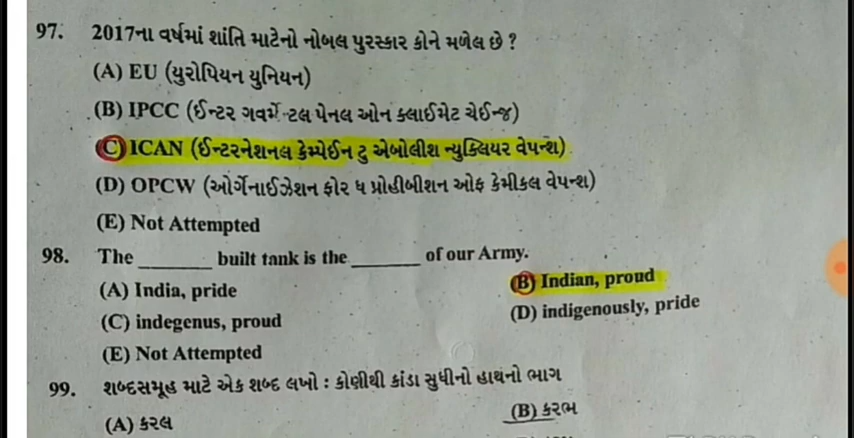 97. 2017ના વર્ષમાં શાંતિ માટેનો નોબલ પુરસ્કાર કોને મળેલ છે ?
(A) EU (યુરોપિયન યુનિયન)
(B) IPCC (ઈન્ટર ગવર્મેન્ટલ પેનલ ઓન ક્લાઈમેટ ચેઈન્જ)
(C) ICAN (ઈન્ટરનેશનલ કેમ્પેઈન ટુ એબોલીશ ન્યુક્લિયર વેપન્શ)
(D) OPCW (ઓર્ગેનાઈઝેશન ફોર ધ પ્રોહીબીશન ઓફ કેમીકલ વેપન્શ)
(E) Not Attempted
98. The ______ built tank is the ______ of our Army.
(A) India, pride (B) Indian, proud
(C) indegenus, proud (D) indigenously, pride
(E) Not Attempted
99. શબ્દસમૂહ માટે એક શબ્દ લખો : કોણીથી કાંડા સુધીનો હાથનો ભાગ
(A) કરલ (B) કરભ